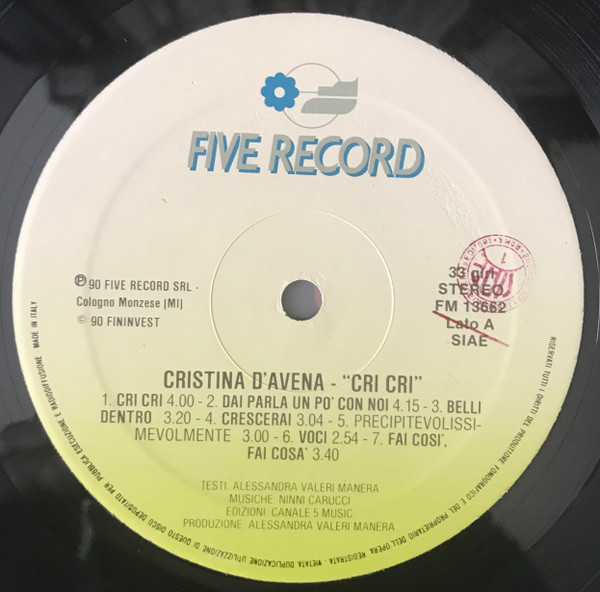 FIVE RECORD
℗ 90 FIVE RECORD SRL -
Cologno Monzese (MI)
© 90 FININVEST
33 giri
STEREO
FM 13662
Lato A
SIAE
CRISTINA D'AVENA - "CRI CRI"
1. CRI CRI 4.00 - 2. DAI PARLA UN PO' CON NOI 4.15 - 3. BELLI
DENTRO 3.20 - 4. CRESCERAI 3.04 - 5. PRECIPITEVOLISSI-
MEVOLMENTE 3.00 - 6. VOCI 2.54 - 7. FAI COSI',
FAI COSA' 3.40
TESTI: ALESSANDRA VALERI MANERA
MUSICHE: NINNI CARUCCI
EDIZIONI: CANALE 5 MUSIC
PRODUZIONE: ALESSANDRA VALERI MANERA
RISERVATI TUTTI I DIRITTI DEL PRODUTTORE FONOGRAFICO E DEL PROPRIETARIO DELL'OPERA REGISTRATA - VIETATA DUPLICAZIONE UTILIZZAZIONE DI QUESTO DISCO DEPOSITATO PER PUBBLICA ESECUZIONE E RADIODIFFUSIONE MADE IN ITALY